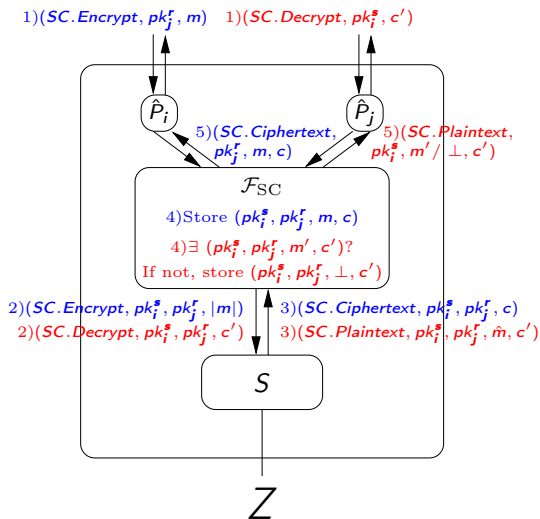 1)(SC.Encrypt, pk_j^r, m) 1)(SC.Decrypt, pk_i^s, c′)
P̂_i P̂_j
5)(SC.Ciphertext, pk_j^r, m, c)
5)(SC.Plaintext, pk_i^s, m′/ ⊥, c′)
ℱ_SC
4)Store (pk_i^s, pk_j^r, m, c)
4)∃ (pk_i^s, pk_j^r, m′, c′)?
If not, store (pk_i^s, pk_j^r, ⊥, c′)
2)(SC.Encrypt, pk_i^s, pk_j^r, |m|) 3)(SC.Ciphertext, pk_i^s, pk_j^r, c)
2)(SC.Decrypt, pk_i^s, pk_j^r, c′) 3)(SC.Plaintext, pk_i^s, pk_j^r, m̂, c′)
S
Z